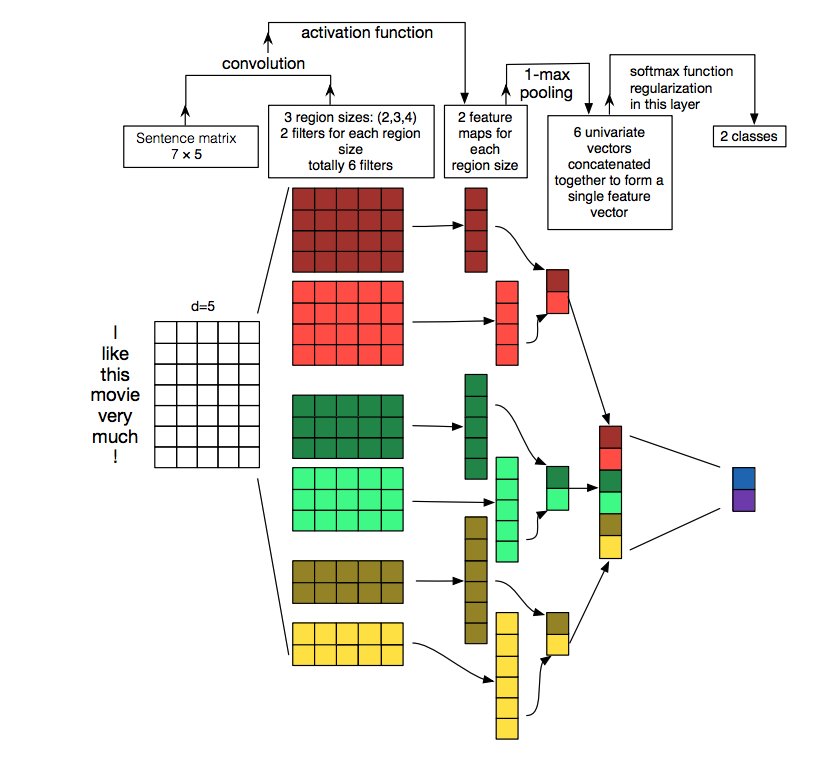 activation function
convolution
1-max
pooling
softmax function
regularization
in this layer
Sentence matrix
7 × 5
3 region sizes: (2,3,4)
2 filters for each region
size
totally 6 filters
2 feature
maps for
each
region size
6 univariate
vectors
concatenated
together to form a
single feature
vector
2 classes
d=5
I
like
this
movie
very
much
!